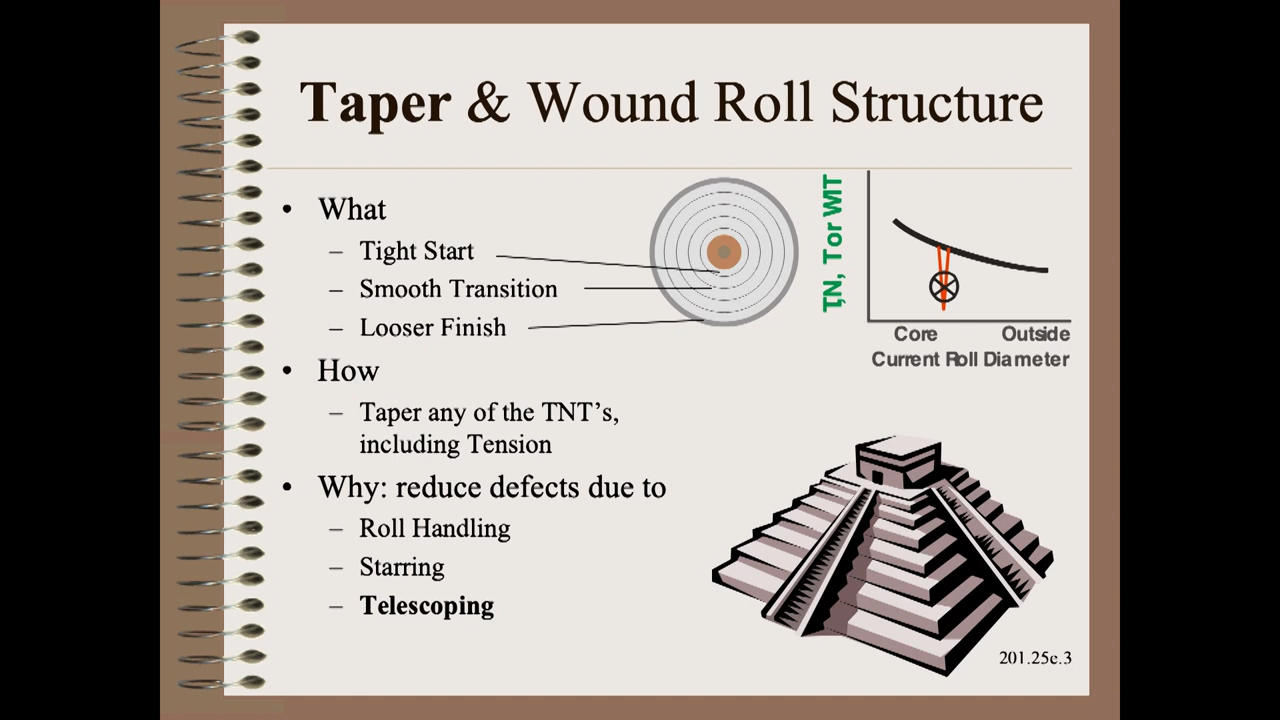 Taper & Wound Roll Structure
• What
– Tight Start
– Smooth Transition
– Looser Finish
• How
– Taper any of the TNT's,
including Tension
• Why: reduce defects due to
– Roll Handling
– Starring
– Telescoping
T,N, T or WIT
Core Outside
Current Roll Diameter
201.25c.3